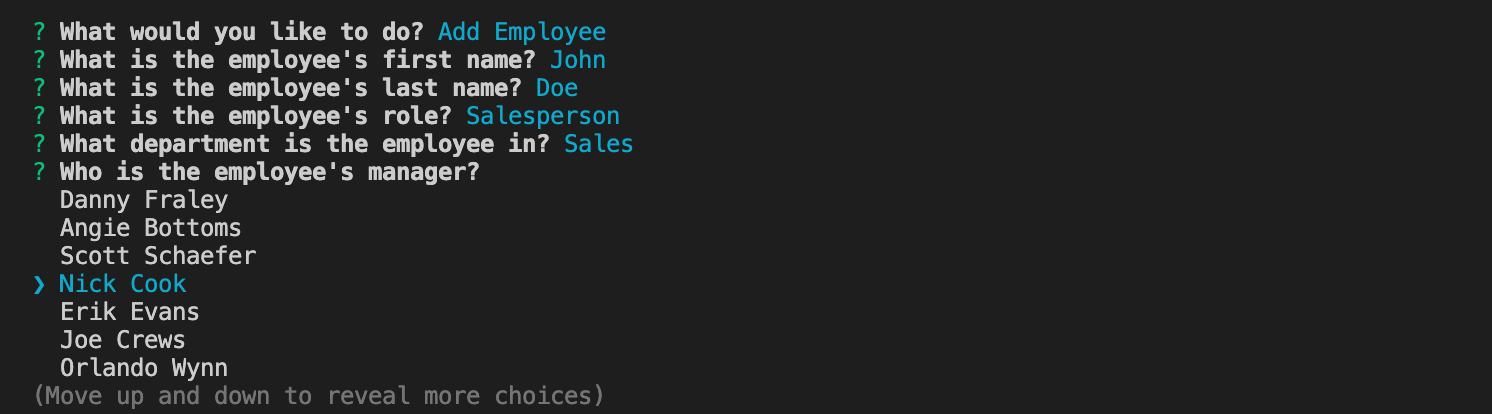 ? What would you like to do? Add Employee
? What is the employee's first name? John
? What is the employee's last name? Doe
? What is the employee's role? Salesperson
? What department is the employee in? Sales
? Who is the employee's manager?
Danny Fraley
Angie Bottoms
Scott Schaefer
❯ Nick Cook
Erik Evans
Joe Crews
Orlando Wynn
(Move up and down to reveal more choices)